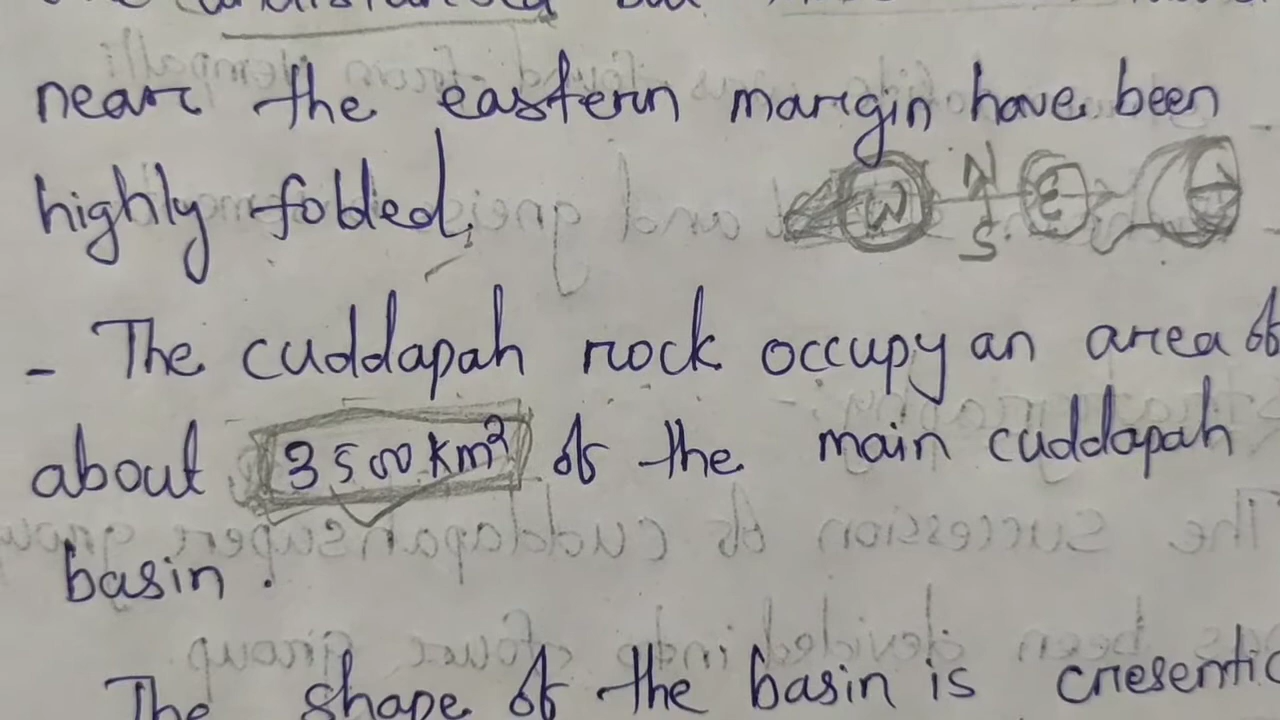 near the eastern margin have been
highly folded.
N
W E
S
- The cuddapah rock occupy an area of
about 3500 km² of the main cuddapah
basin.
The shape of the basin is cresentic